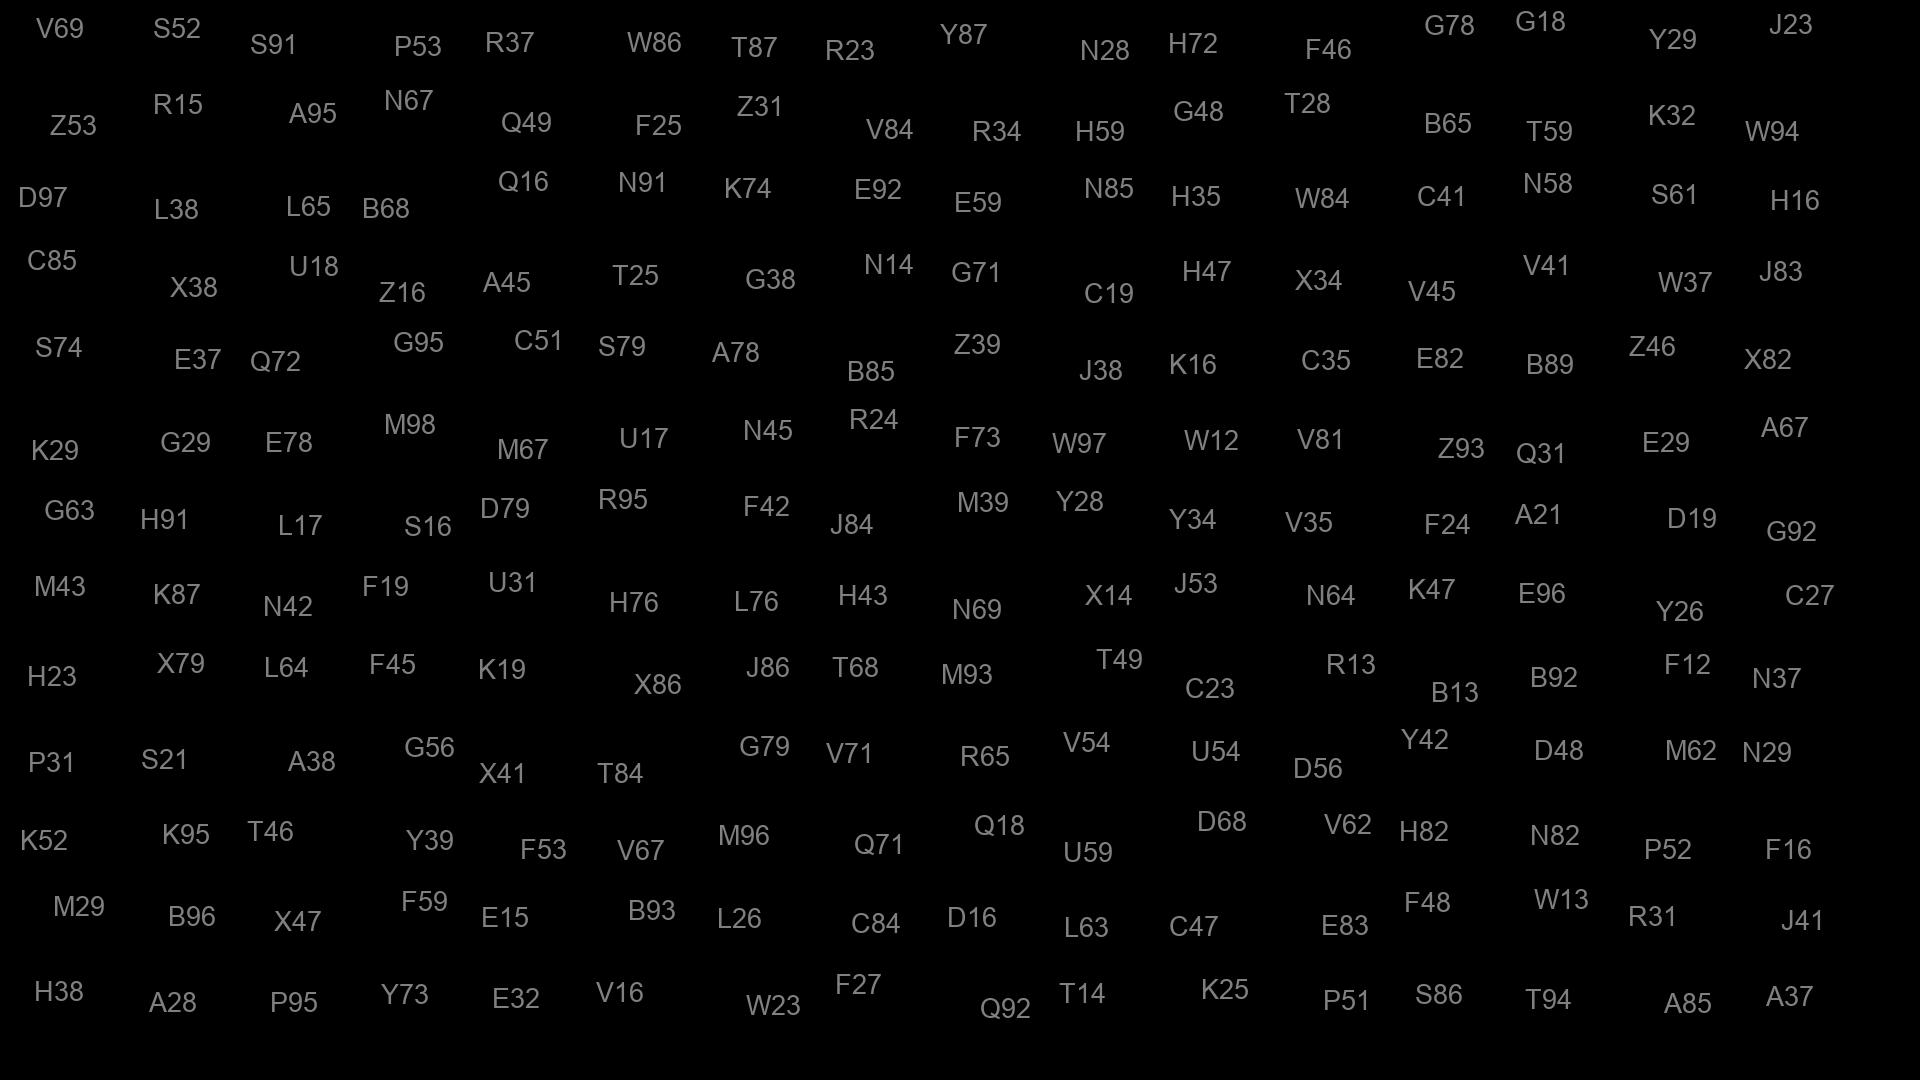 V69 S52 S91 P53 R37 W86 T87 R23 Y87 N28 H72 F46 G78 G18 Y29 J23
Z53 R15 A95 N67 Q49 F25 Z31 V84 R34 H59 G48 T28 B65 T59 K32 W94
D97 L38 L65 B68 Q16 N91 K74 E92 E59 N85 H35 W84 C41 N58 S61 H16
C85 X38 U18 Z16 A45 T25 G38 N14 G71 C19 H47 X34 V45 V41 W37 J83
S74 E37 Q72 G95 C51 S79 A78 B85 Z39 J38 K16 C35 E82 B89 Z46 X82
K29 G29 E78 M98 M67 U17 N45 R24 F73 W97 W12 V81 Z93 Q31 E29 A67
G63 H91 L17 S16 D79 R95 F42 J84 M39 Y28 Y34 V35 F24 A21 D19 G92
M43 K87 N42 F19 U31 H76 L76 H43 N69 X14 J53 N64 K47 E96 Y26 C27
H23 X79 L64 F45 K19 X86 J86 T68 M93 T49 C23 R13 B13 B92 F12 N37
P31 S21 A38 G56 X41 T84 G79 V71 R65 V54 U54 D56 Y42 D48 M62 N29
K52 K95 T46 Y39 F53 V67 M96 Q71 Q18 U59 D68 V62 H82 N82 P52 F16
M29 B96 X47 F59 E15 B93 L26 C84 D16 L63 C47 E83 F48 W13 R31 J41
H38 A28 P95 Y73 E32 V16 W23 F27 Q92 T14 K25 P51 S86 T94 A85 A37